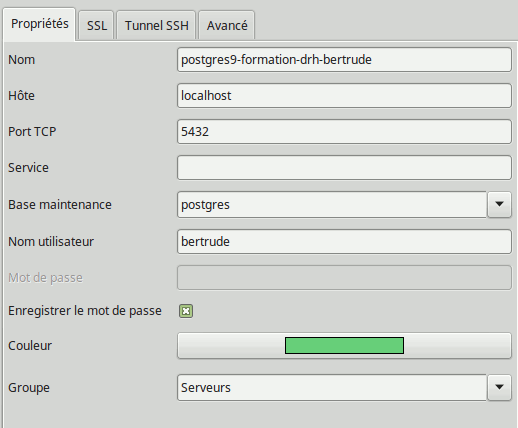 Propriétés SSL Tunnel SSH Avancé
Nom postgres9-formation-drh-bertrude
Hôte localhost
Port TCP 5432
Service
Base maintenance postgres
Nom utilisateur bertrude
Mot de passe
Enregistrer le mot de passe
Couleur
Groupe Serveurs